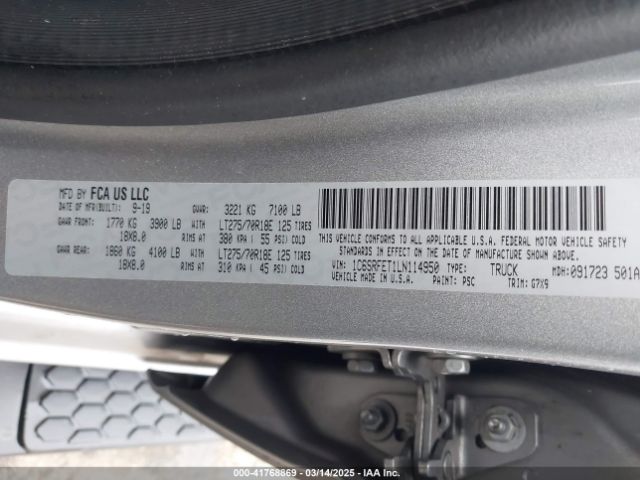 MFD BY FCA US LLC
DATE OF MFR(BUILT): 9-19 GVWR: 3221 KG 7100 LB
GAWR FRONT: 1770 KG 3900 LB WITH LT275/70R18E 125 TIRES
18X8.0 RIMS AT 380 KPA ( 55 PSI) COLD
GAWR REAR: 1860 KG 4100 LB WITH LT275/70R18E 125 TIRES
18X8.0 RIMS AT 310 KPA ( 45 PSI) COLD
THIS VEHICLE CONFORMS TO ALL APPLICABLE U.S.A. FEDERAL MOTOR VEHICLE SAFETY
STANDARDS IN EFFECT ON THE DATE OF MANUFACTURE SHOWN ABOVE.
VIN: 1C6SRFET1LN114950 TYPE: TRUCK MDH: 091723 501A
VEHICLE MADE IN U.S.A. PAINT: PSC TRIM: G7X9
000-41768869 03/14/2025 IAA Inc.